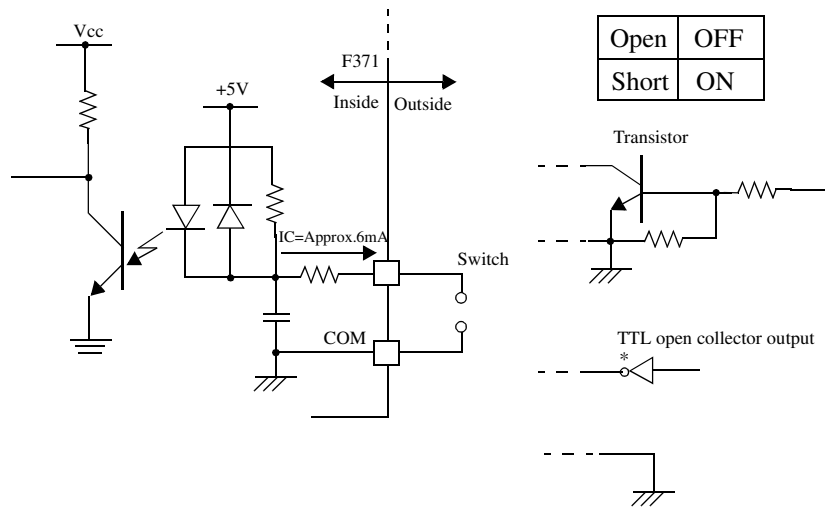 Vcc
+5V
F371
Inside
Outside
IC=Approx.6mA
Switch
COM
Open OFF
Short ON
Transistor
TTL open collector output
*